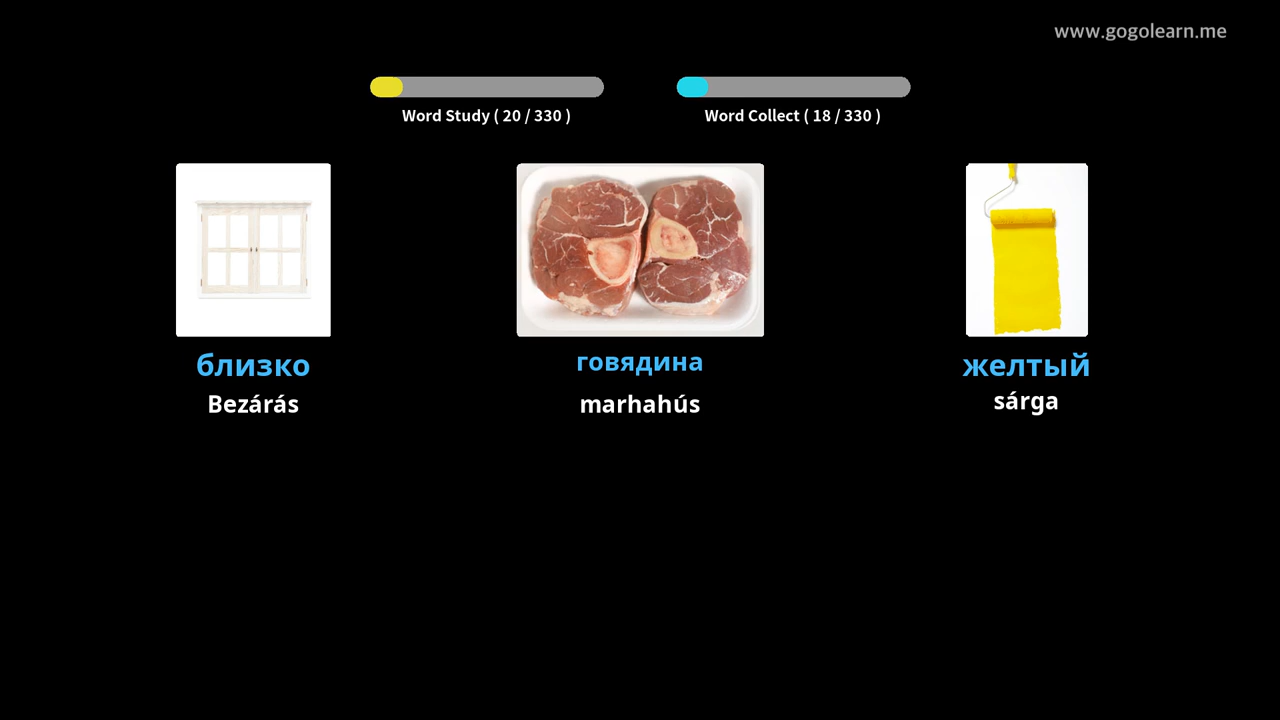 www.gogolearn.me
Word Study ( 20 / 330 )
Word Collect ( 18 / 330 )
близко
говядина
желтый
Bezárás
marhahús
sárga